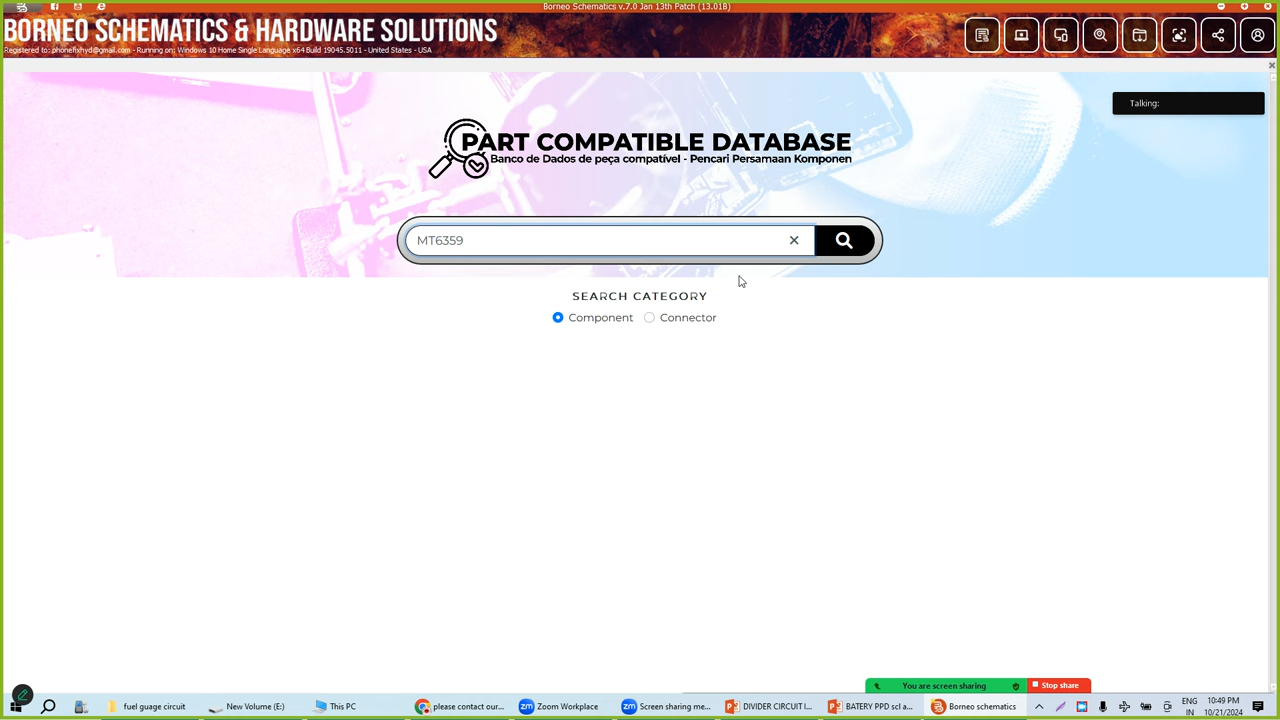 Borneo Schematics v.7.0 Jan 13th Patch (13.01B)
BORNEO SCHEMATICS & HARDWARE SOLUTIONS
Registered to: phonefixhyd@gmail.com - Running on: Windows 10 Home Single Language x64 Build 19045.5011 - United States - USA
Talking:
PART COMPATIBLE DATABASE
Banco de Dados de peça compatível - Pencari Persamaan Komponen
MT6359
SEARCH CATEGORY
Component Connector
You are screen sharing Stop share
fuel guage circuit New Volume (E:) This PC please contact our... Zoom Workplace Screen sharing me... DIVIDER CIRCUIT I... BATERY PPD scl a... Borneo schematics ENG IN 10:49 PM 10/21/2024